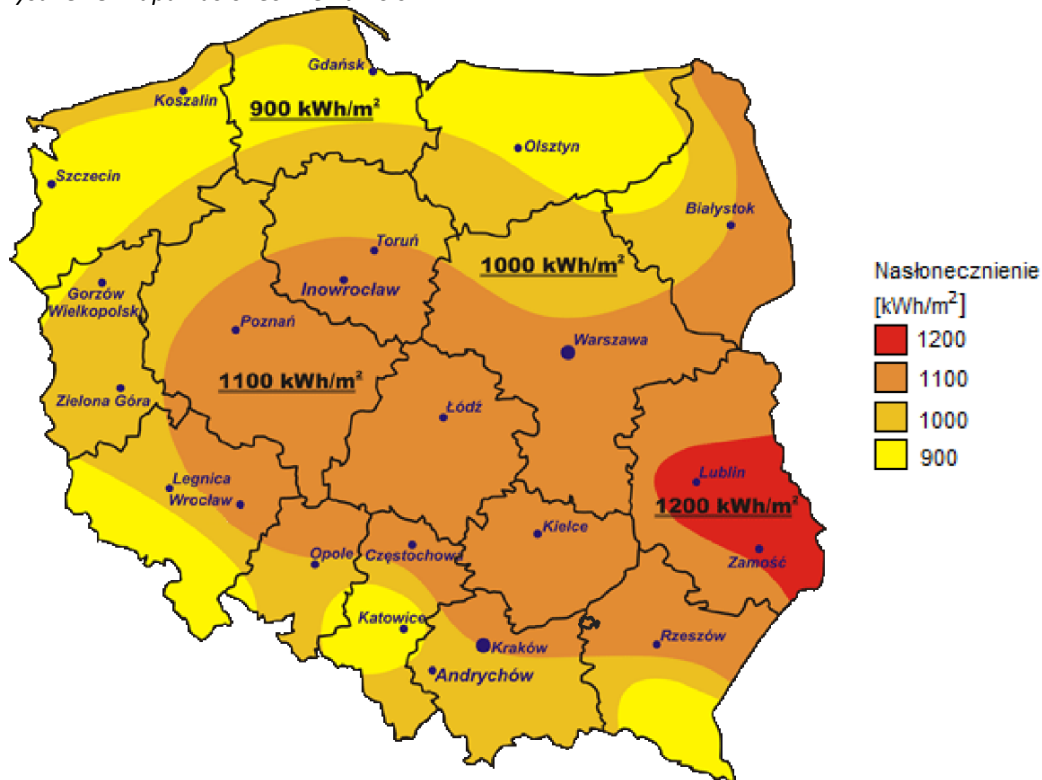 Gdańsk
Koszalin
900 kWh/m²
Olsztyn
Szczecin
Białystok
Toruń
1000 kWh/m²
Gorzów
Wielkopolsk
Inowrocław
Poznań
Warszawa
1100 kWh/m²
Zielona Góra
Łódź
Legnica
Wrocław
Lublin
1200 kWh/m²
Kielce
Opole
Częstochowa
Zamość
Katowice
Kraków
Rzeszów
Andrychów
Nasłonecznienie
[kWh/m²]
1200
1100
1000
900